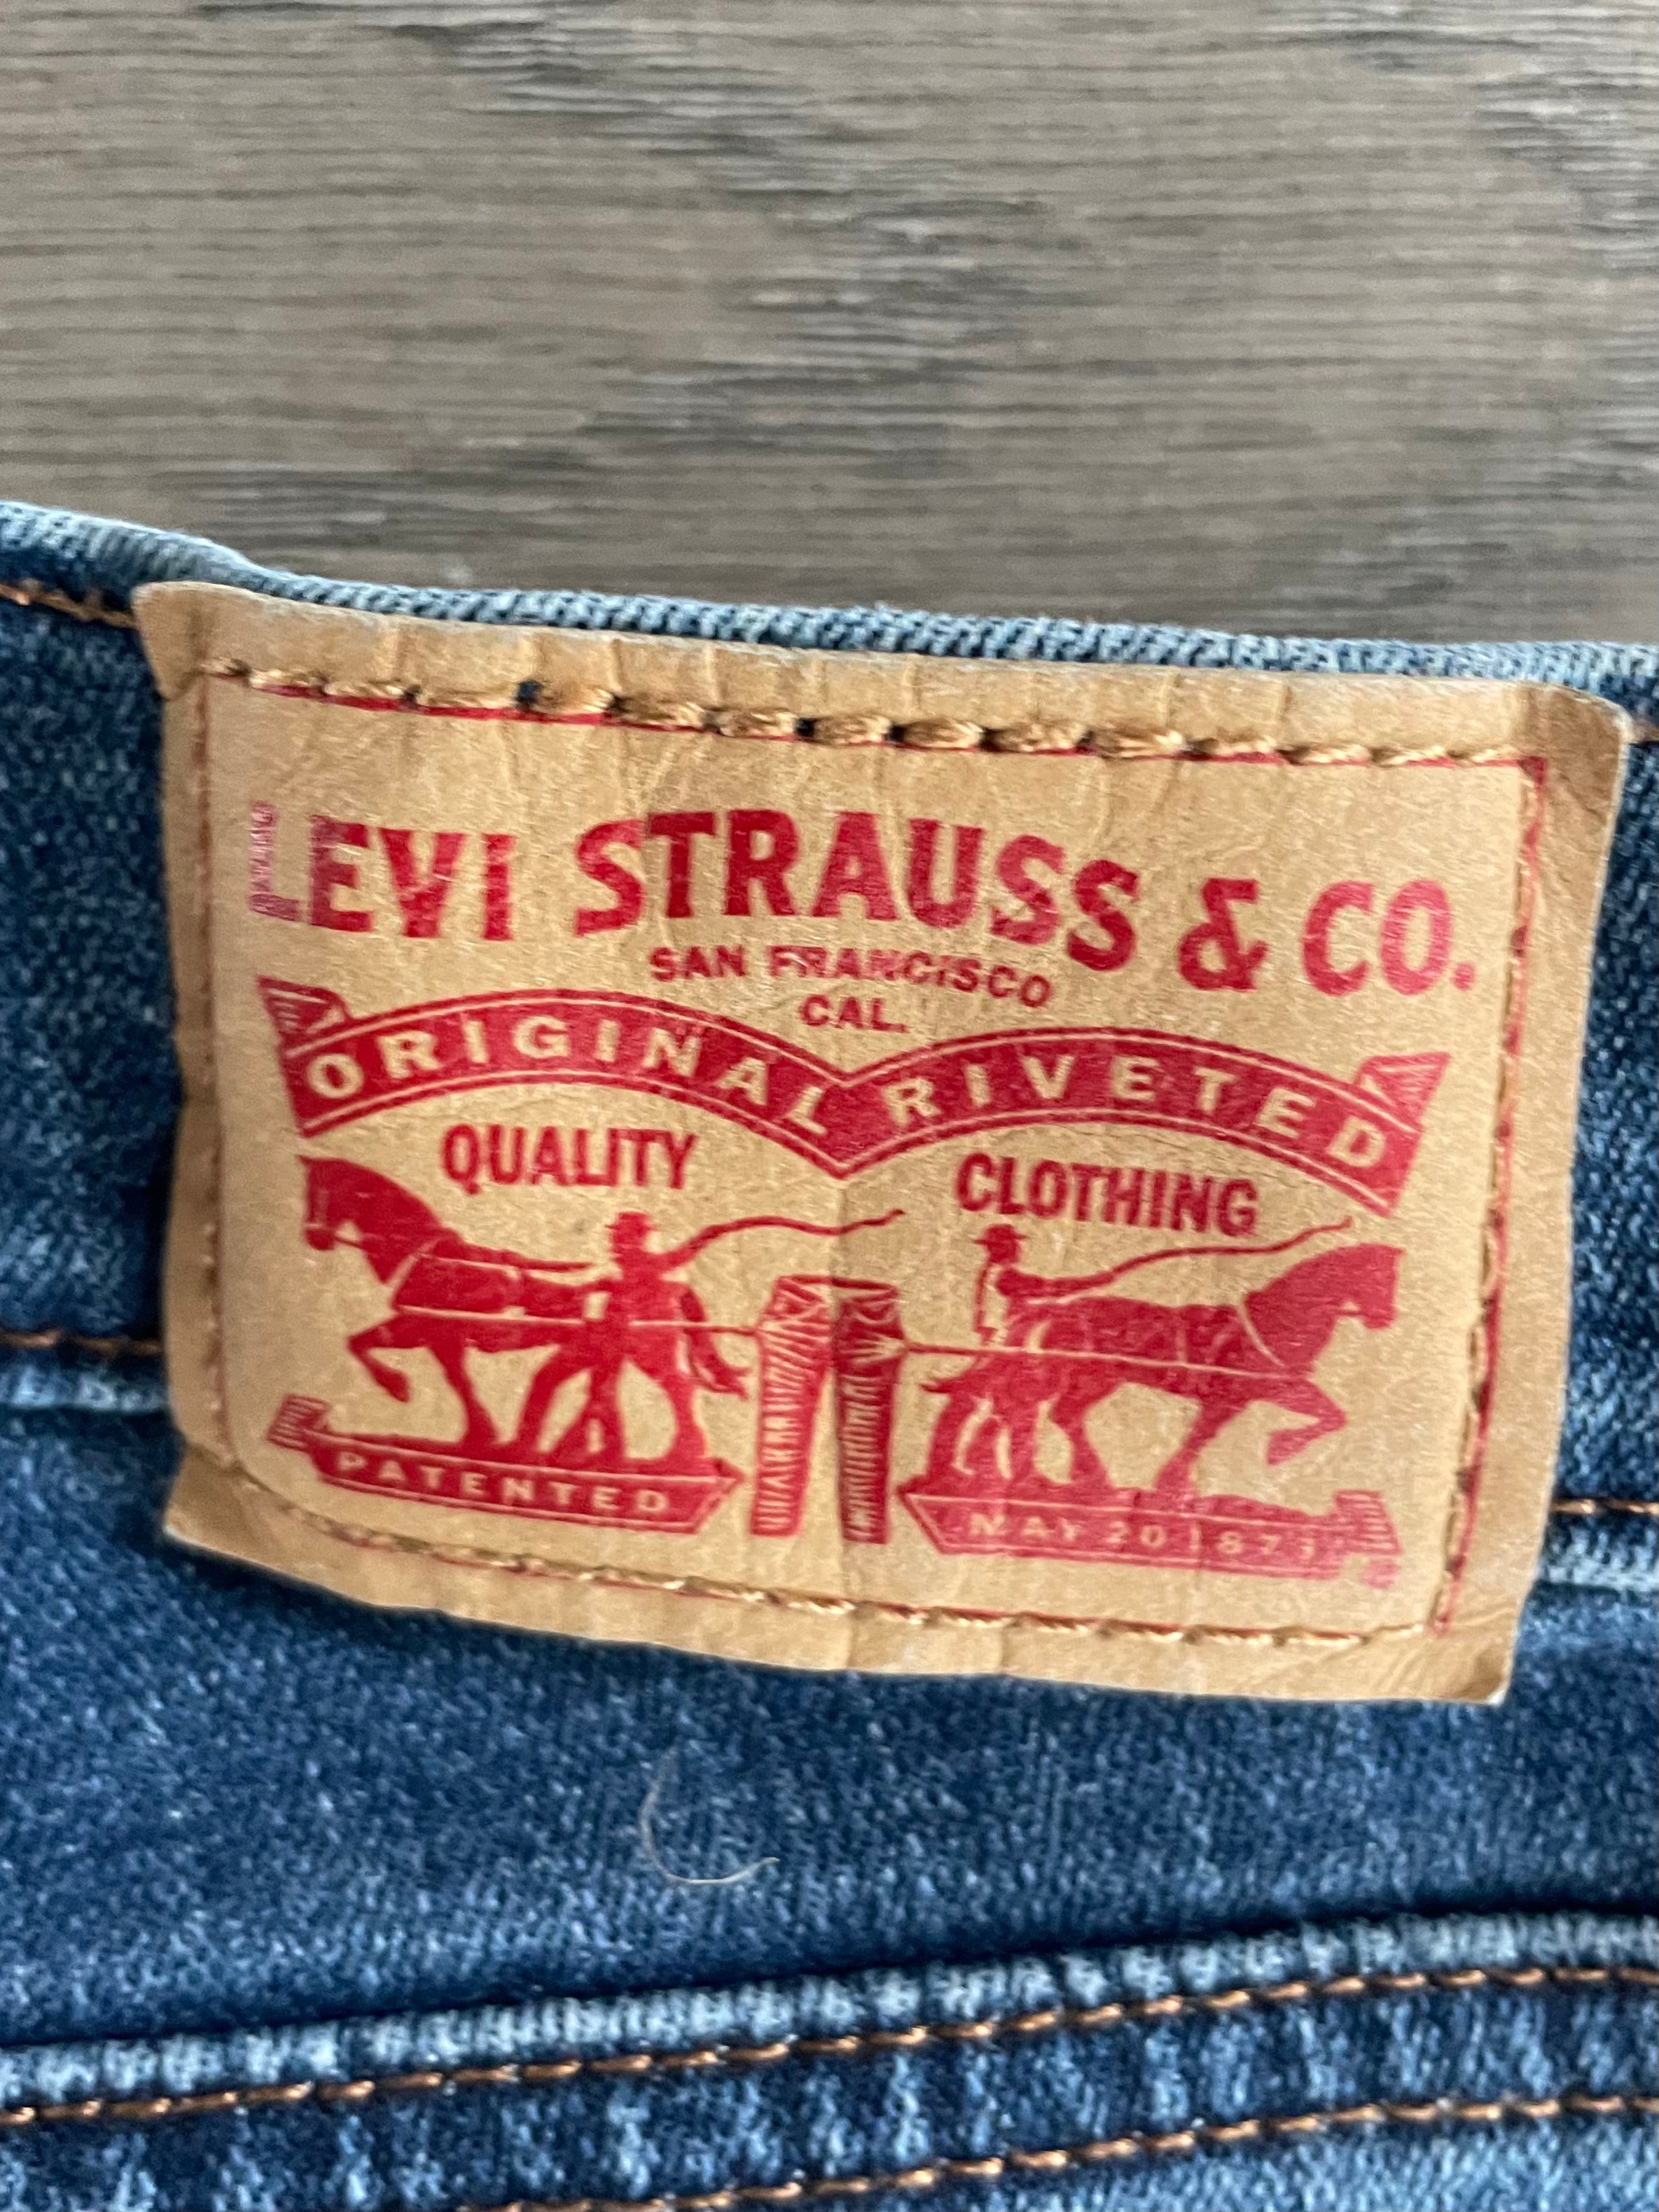 LEVI STRAUSS & CO.
SAN FRANCISCO
CAL.
ORIGINAL RIVETED
QUALITY CLOTHING
PATENTED
MAY 20 1873